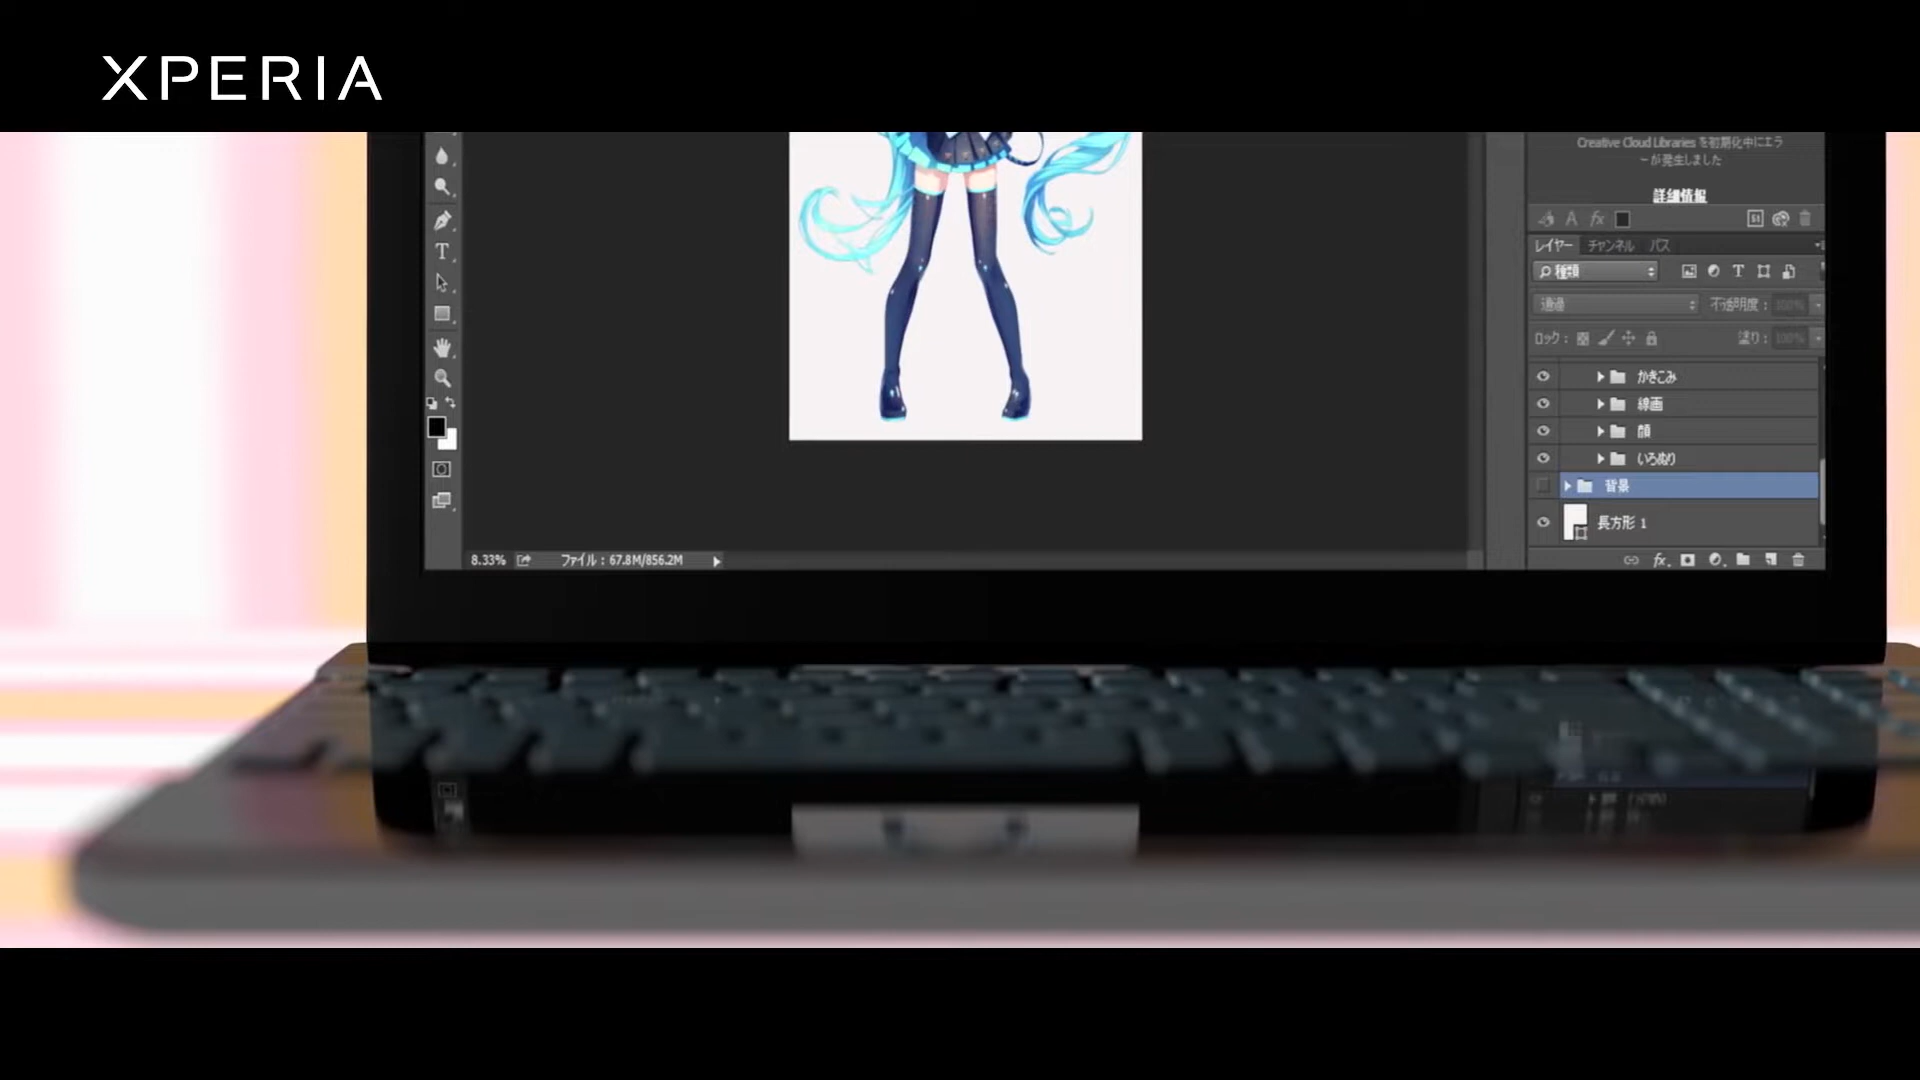 XPERIA
Creative Cloud Libraries を初期化中にエラ
ーが発生しました
詳細情報
レイヤー チャンネル パス
種類
通過 不透明度: 100%
ロック: 塗り: 100%
かきこみ
線画
顔
いろぬり
背景
長方形 1
8.33% ファイル: 67.8M/856.2M